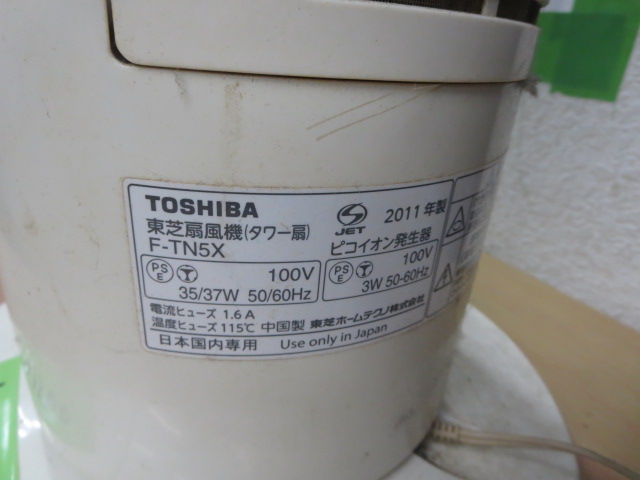 TOSHIBA
JET
2011年製
東芝扇風機(タワー扇)
F-TN5X
ピコイオン発生器
PS
E
100V
35/37W 50/60Hz
PS
E
100V
3W 50-60Hz
電流ヒューズ 1.6A
温度ヒューズ 115℃ 中国製 東芝ホームテクノ株式会社
日本国内専用 Use only in Japan